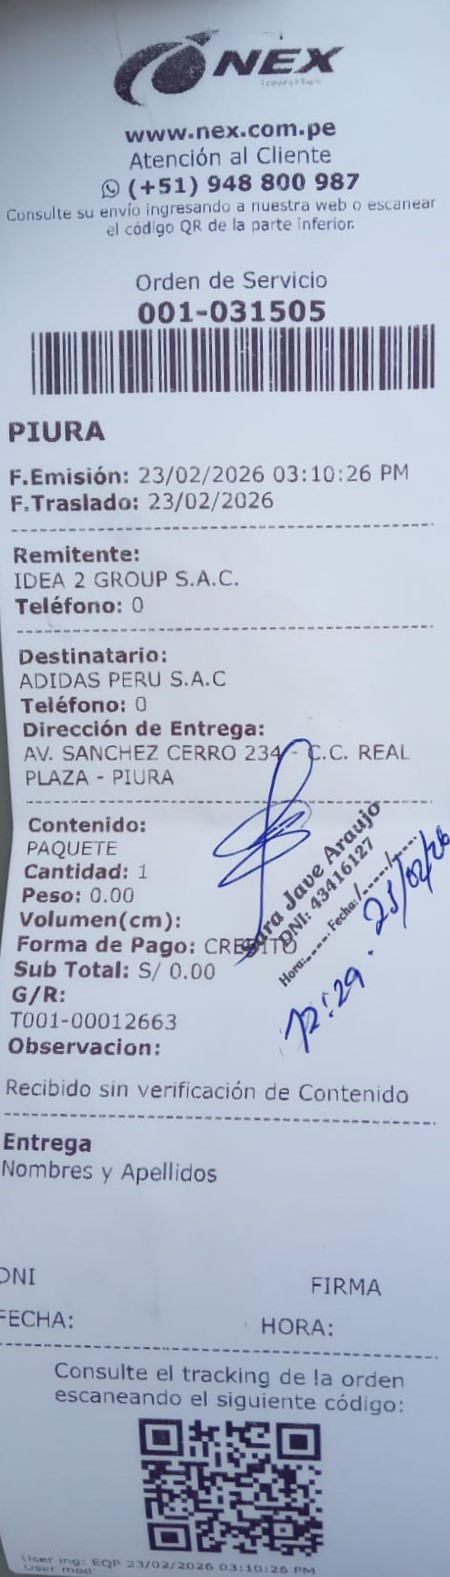 NEX
www.nex.com.pe
Atención al Cliente
(+51) 948 800 987
Consulte su envío ingresando a nuestra web o escanear
el código QR de la parte inferior.
Orden de Servicio
001-031505
PIURA
F.Emisión: 23/02/2026 03:10:26 PM
F.Traslado: 23/02/2026
Remitente:
IDEA 2 GROUP S.A.C.
Teléfono: 0
Destinatario:
ADIDAS PERU S.A.C
Teléfono: 0
Dirección de Entrega:
AV. SANCHEZ CERRO 234 - C.C. REAL
PLAZA - PIURA
Contenido:
PAQUETE
Cantidad: 1
Peso: 0.00
Volumen(cm):
Forma de Pago: CREDITO
Sub Total: S/ 0.00
G/R:
T001-00012663
Observacion:
Jave Araujo
DNI: 43416127
Hora:..... Fecha:/...../.....
25/02/26
12:29.
Recibido sin verificación de Contenido
Entrega
Nombres y Apellidos
DNI FIRMA
FECHA: HORA:
Consulte el tracking de la orden
escaneando el siguiente código:
User ing: EQP 23/02/2026 03:10:26 PM
User mod